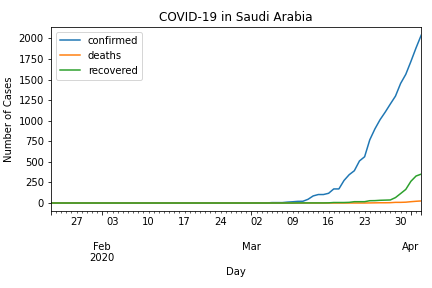 COVID-19 in Saudi Arabia
confirmed
deaths
recovered
Number of Cases
2000
1750
1500
1250
1000
750
500
250
0
27 03 10 17 24 02 09 16 23 30
Feb Mar Apr
2020
Day